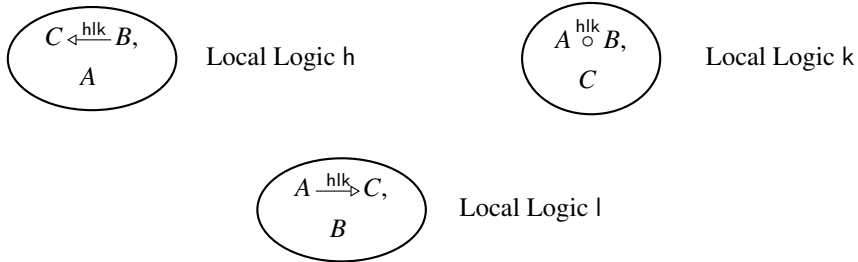 C ⃪hlk B, A Local Logic h
A ∘hlk B, C Local Logic k
A hlk→ C, B Local Logic l